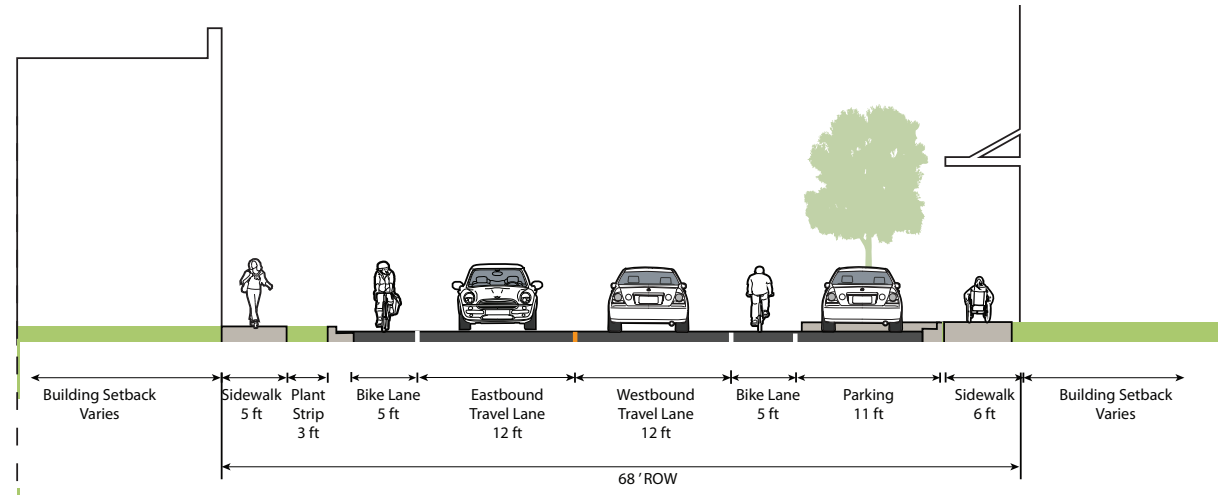 Building Setback
Varies
Sidewalk
5 ft
Plant
Strip
3 ft
Bike Lane
5 ft
Eastbound
Travel Lane
12 ft
Westbound
Travel Lane
12 ft
Bike Lane
5 ft
Parking
11 ft
Sidewalk
6 ft
Building Setback
Varies
68 ' ROW